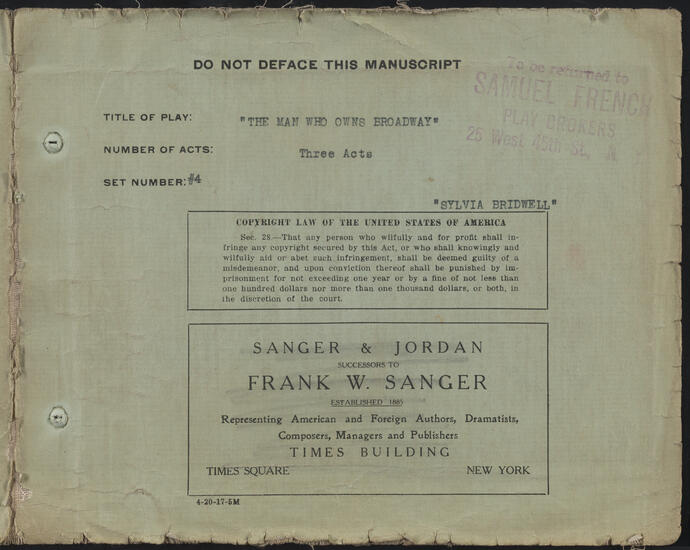 DO NOT DEFACE THIS MANUSCRIPT
To be returned to
SAMUEL FRENCH
PLAY BROKERS
25 West 45th St., N.
TITLE OF PLAY: "THE MAN WHO OWNS BROADWAY"
NUMBER OF ACTS: Three Acts
SET NUMBER: #4
"SYLVIA BRIDWELL"
COPYRIGHT LAW OF THE UNITED STATES OF AMERICA
Sec. 28.—That any person who wilfully and for profit shall in-
fringe any copyright secured by this Act, or who shall knowingly and
wilfully aid or abet such infringement, shall be deemed guilty of a
misdemeanor, and upon conviction thereof shall be punished by im-
prisonment for not exceeding one year or by a fine of not less than
one hundred dollars nor more than one thousand dollars, or both, in
the discretion of the court.
SANGER & JORDAN
SUCCESSORS TO
FRANK W. SANGER
ESTABLISHED 1885
Representing American and Foreign Authors, Dramatists,
Composers, Managers and Publishers
TIMES BUILDING
TIMES SQUARE NEW YORK
4-20-17-5M